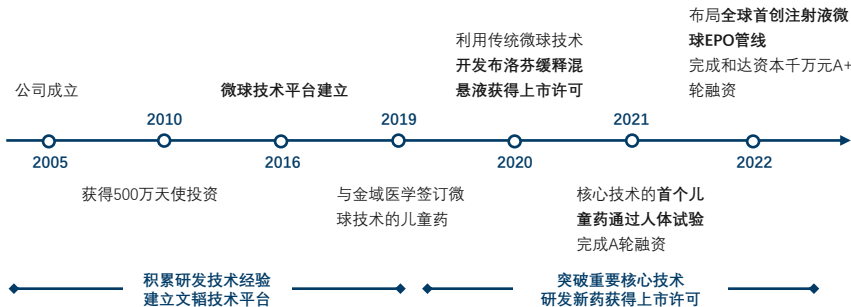 公司成立
2005
2010
获得500万天使投资
微球技术平台建立
2016
2019
与金域医学签订微
球技术的儿童药
利用传统微球技术
开发布洛芬缓释混
悬液获得上市许可
2020
2021
核心技术的首个儿
童药通过人体试验
完成A轮融资
布局全球首创注射液微
球EPO管线
完成和达资本千万元A+
轮融资
2022
积累研发技术经验
建立文韬技术平台
突破重要核心技术
研发新药获得上市许可